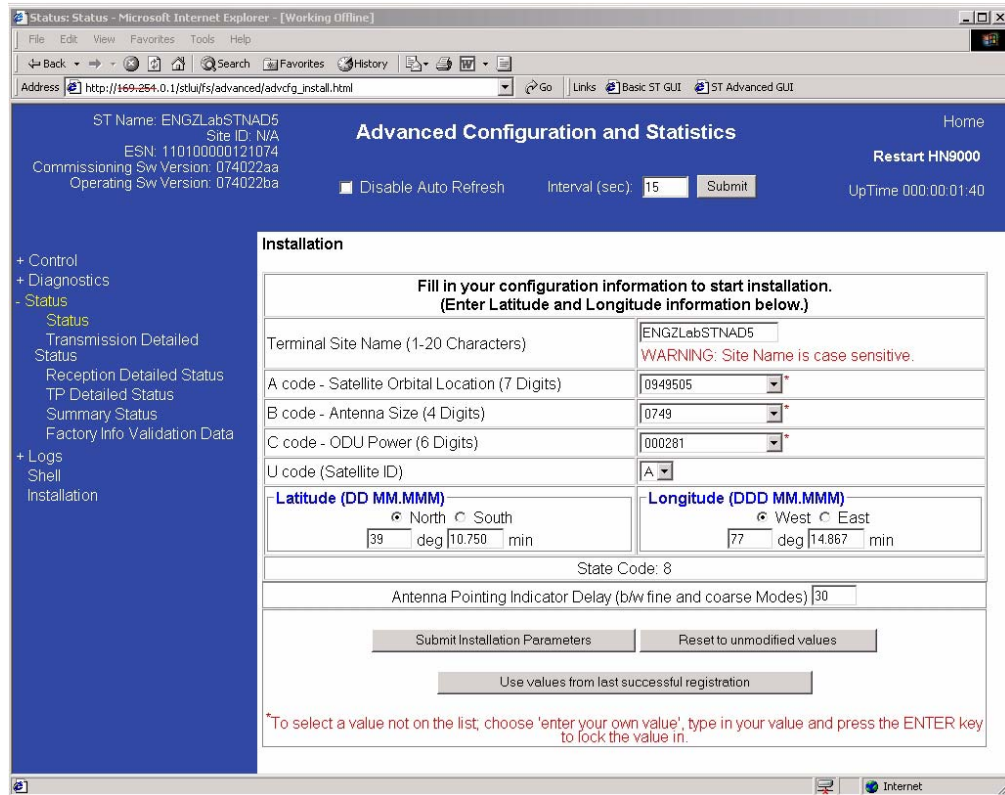 Status: Status - Microsoft Internet Explorer - [Working Offline]
File Edit View Favorites Tools Help
Back Search Favorites History
Address http://169.254.0.1/stlui/fs/advanced/advcfg_install.html Go Links Basic ST GUI ST Advanced GUI
ST Name: ENGZLabSTNAD5
Site ID: N/A
ESN: 110100000121074
Commissioning Sw Version: 074022aa
Operating Sw Version: 074022ba
Advanced Configuration and Statistics
Disable Auto Refresh Interval (sec): 15 Submit
Home
Restart HN9000
UpTime 000:00:01:40
+ Control
+ Diagnostics
- Status
Status
Transmission Detailed
Status
Reception Detailed Status
TP Detailed Status
Summary Status
Factory Info Validation Data
+ Logs
Shell
Installation
Installation
Fill in your configuration information to start installation.
(Enter Latitude and Longitude information below.)
Terminal Site Name (1-20 Characters) ENGZLabSTNAD5
WARNING: Site Name is case sensitive.
A code - Satellite Orbital Location (7 Digits) 0949505 *
B code - Antenna Size (4 Digits) 0749 *
C code - ODU Power (6 Digits) 000281 *
U code (Satellite ID) A
Latitude (DD MM.MMM)
North South
39 deg 10.750 min
Longitude (DDD MM.MMM)
West East
77 deg 14.867 min
State Code: 8
Antenna Pointing Indicator Delay (b/w fine and coarse Modes) 30
Submit Installation Parameters Reset to unmodified values
Use values from last successful registration
*To select a value not on the list, choose 'enter your own value', type in your value and press the ENTER key
to lock the value in.
Internet